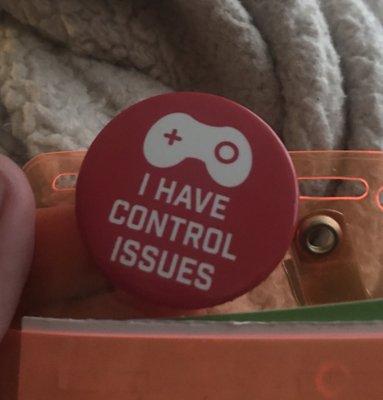 I HAVE
CONTROL
ISSUES